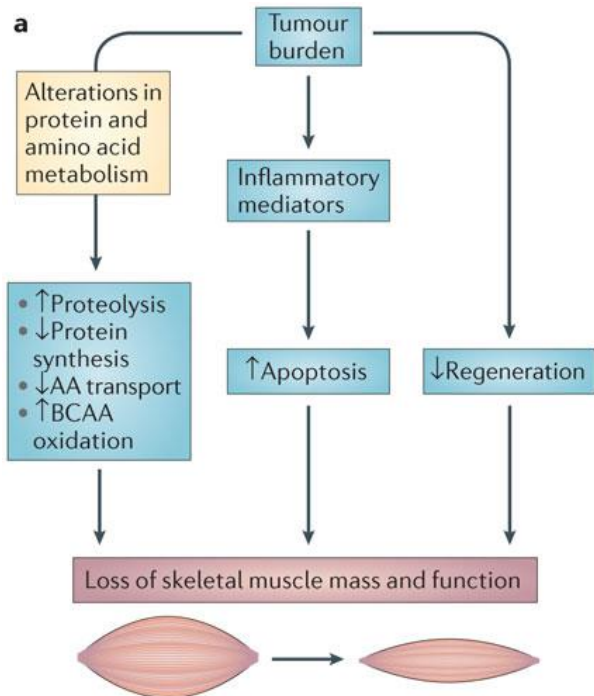 a
Tumour
burden
Alterations in
protein and
amino acid
metabolism
Inflammatory
mediators
• ↑Proteolysis
• ↓Protein
synthesis
• ↓AA transport
• ↑BCAA
oxidation
↑Apoptosis
↓Regeneration
Loss of skeletal muscle mass and function